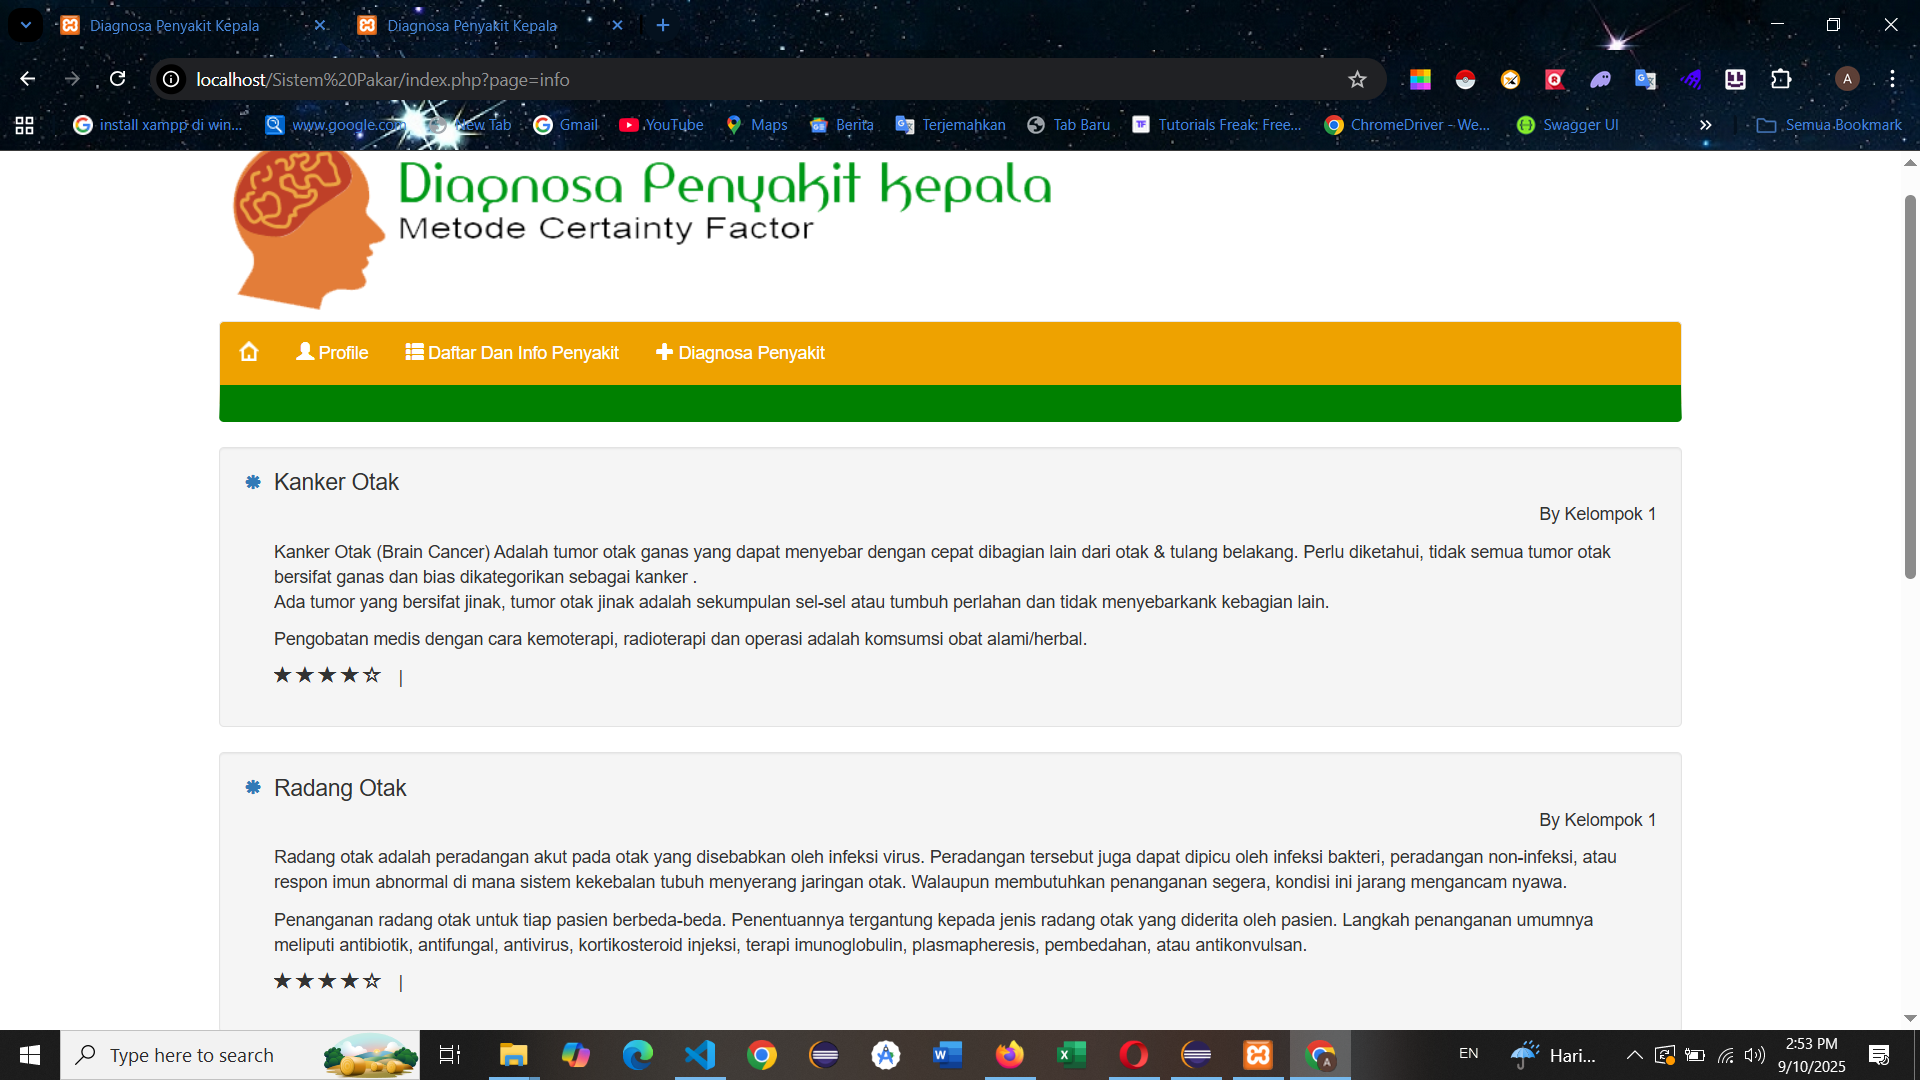 Diagnosa Penyakit Kepala
Diagnosa Penyakit Kepala
localhost/Sistem%20Pakar/index.php?page=info
A
install xampp di win...
www.google.com
New Tab
Gmail
YouTube
Maps
Berita
Terjemahkan
Tab Baru
TF
Tutorials Freak: Free...
ChromeDriver - We...
Swagger UI
Semua Bookmark
Diagnosa Penyakit Kepala
Metode Certainty Factor
Profile
Daftar Dan Info Penyakit
Diagnosa Penyakit
Kanker Otak
By Kelompok 1
Kanker Otak (Brain Cancer) Adalah tumor otak ganas yang dapat menyebar dengan cepat dibagian lain dari otak & tulang belakang. Perlu diketahui, tidak semua tumor otak
bersifat ganas dan bias dikategorikan sebagai kanker .
Ada tumor yang bersifat jinak, tumor otak jinak adalah sekumpulan sel-sel atau tumbuh perlahan dan tidak menyebarkank kebagian lain.
Pengobatan medis dengan cara kemoterapi, radioterapi dan operasi adalah komsumsi obat alami/herbal.
★ ★ ★ ★ ☆ |
Radang Otak
By Kelompok 1
Radang otak adalah peradangan akut pada otak yang disebabkan oleh infeksi virus. Peradangan tersebut juga dapat dipicu oleh infeksi bakteri, peradangan non-infeksi, atau
respon imun abnormal di mana sistem kekebalan tubuh menyerang jaringan otak. Walaupun membutuhkan penanganan segera, kondisi ini jarang mengancam nyawa.
Penanganan radang otak untuk tiap pasien berbeda-beda. Penentuannya tergantung kepada jenis radang otak yang diderita oleh pasien. Langkah penanganan umumnya
meliputi antibiotik, antifungal, antivirus, kortikosteroid injeksi, terapi imunoglobulin, plasmapheresis, pembedahan, atau antikonvulsan.
★ ★ ★ ★ ☆ |
Type here to search
EN
Hari...
2:53 PM
9/10/2025